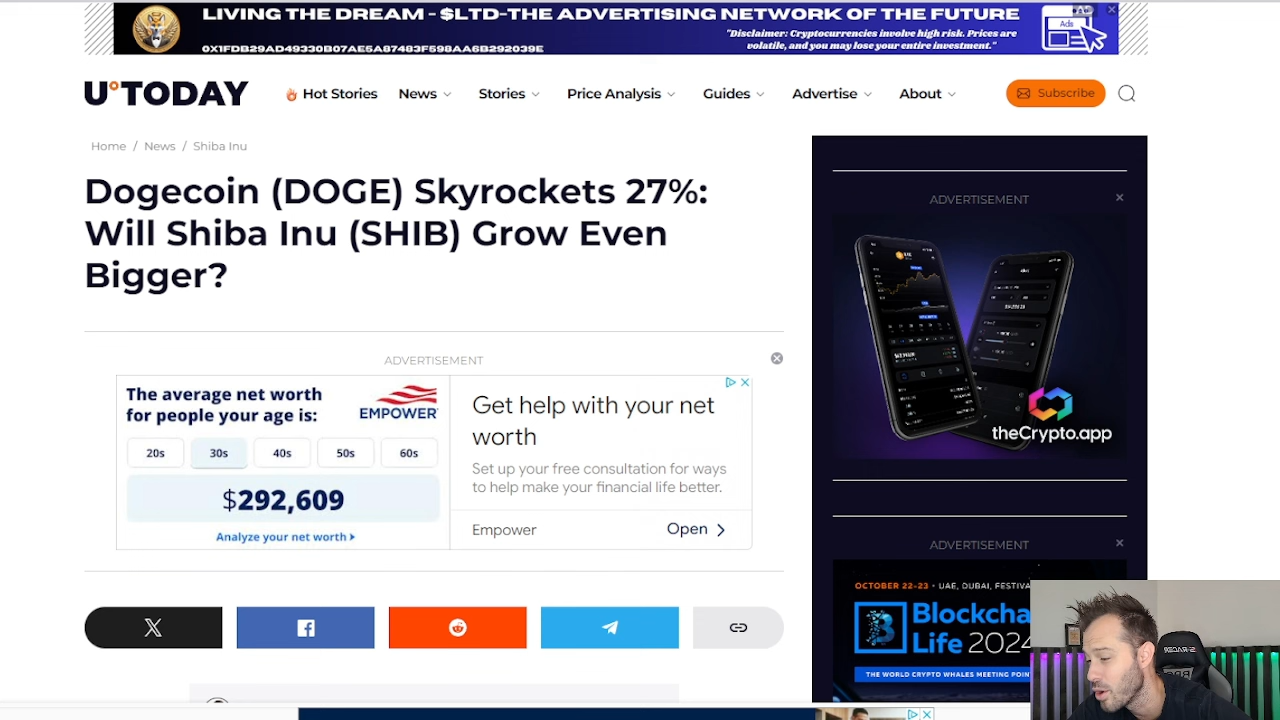 LIVING THE DREAM - $LTD-THE ADVERTISING NETWORK OF THE FUTURE
0X1FDB29AD49330B07AE5A87483F598AA6B292039E
"Disclaimer: Cryptocurrencies involve high risk. Prices are
volatile, and you may lose your entire investment."
Ads
U°TODAY
Hot Stories
News
Stories
Price Analysis
Guides
Advertise
About
Subscribe
Home / News / Shiba Inu
Dogecoin (DOGE) Skyrockets 27%:
Will Shiba Inu (SHIB) Grow Even
Bigger?
ADVERTISEMENT
The average net worth
for people your age is:
EMPOWER
20s
30s
40s
50s
60s
$292,609
Analyze your net worth
Get help with your net
worth
Set up your free consultation for ways
to help make your financial life better.
Empower
Open
ADVERTISEMENT
theCrypto.app
ADVERTISEMENT
OCTOBER 22-23 • UAE, DUBAI, FESTIVA
Blockcha
Life 2024
THE WORLD CRYPTO WHALES MEETING POIN